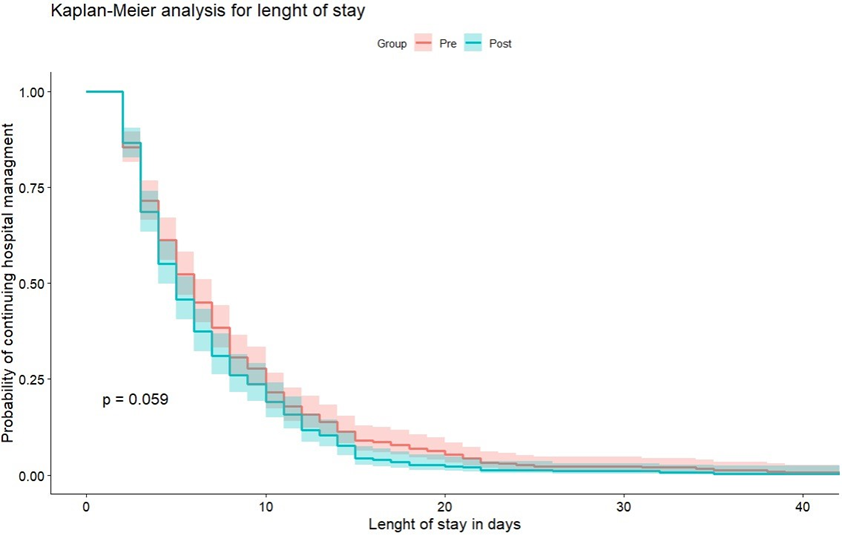 Kaplan-Meier analysis for lenght of stay
Group Pre Post
Probability of continuing hospital managment
1.00
0.75
0.50
0.25
0.00
p = 0.059
0 10 20 30 40
Lenght of stay in days